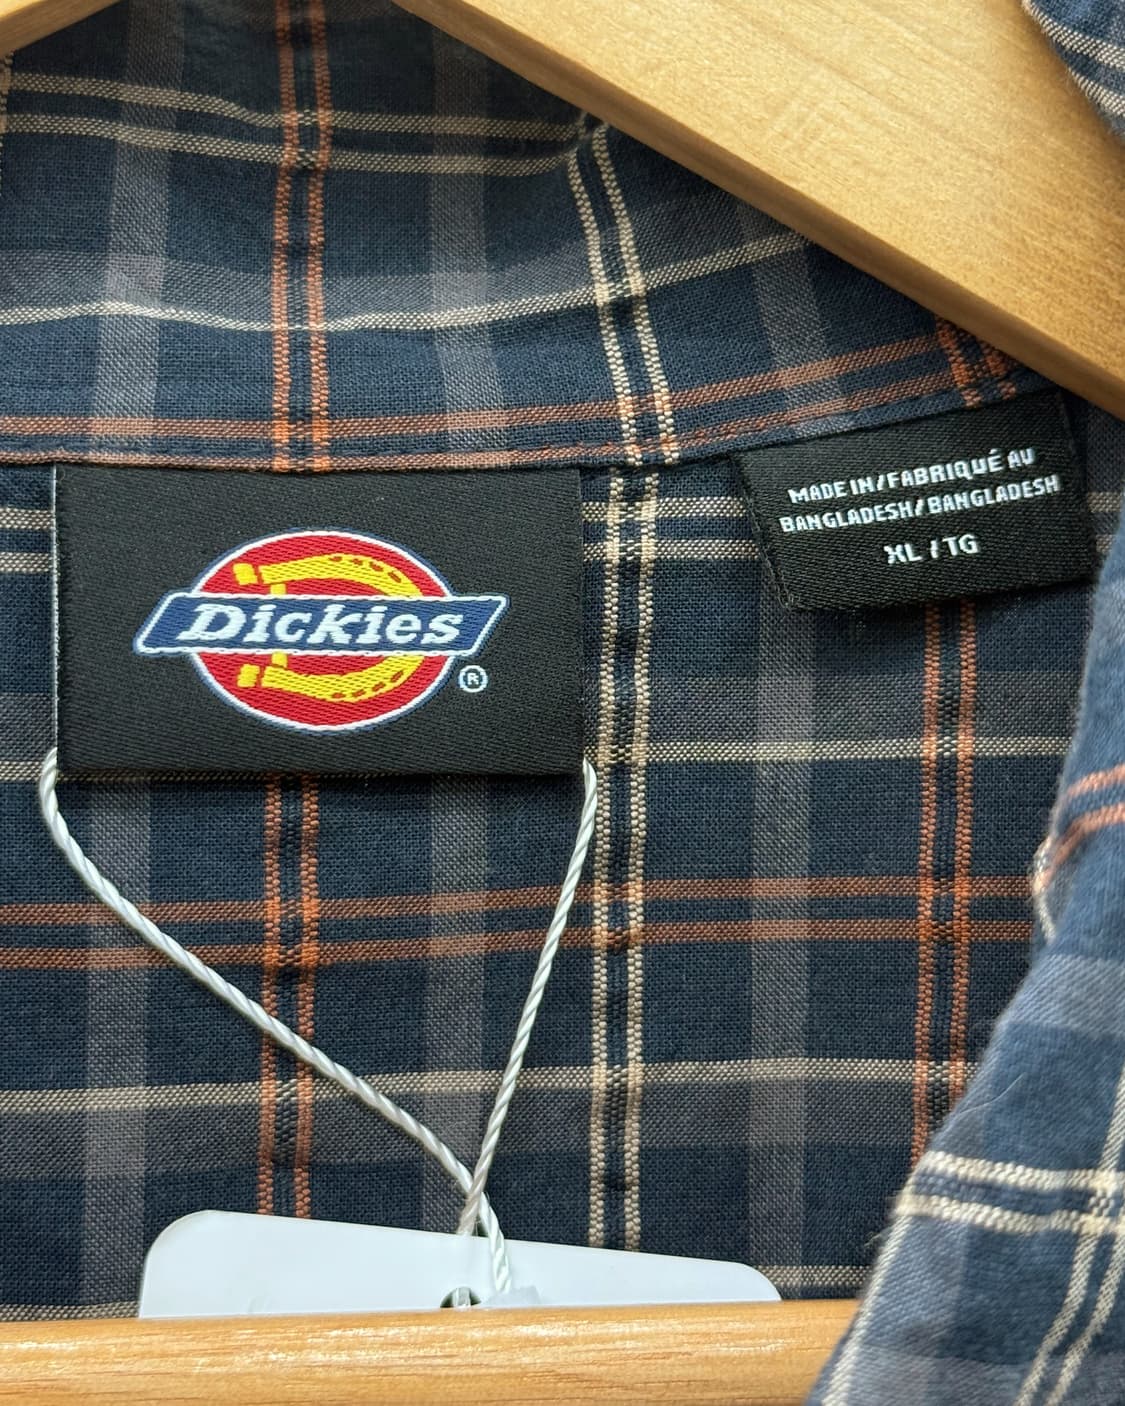 Dickies
®
MADE IN/FABRIQUÉ AU
BANGLADESH/BANGLADESH
XL / TG